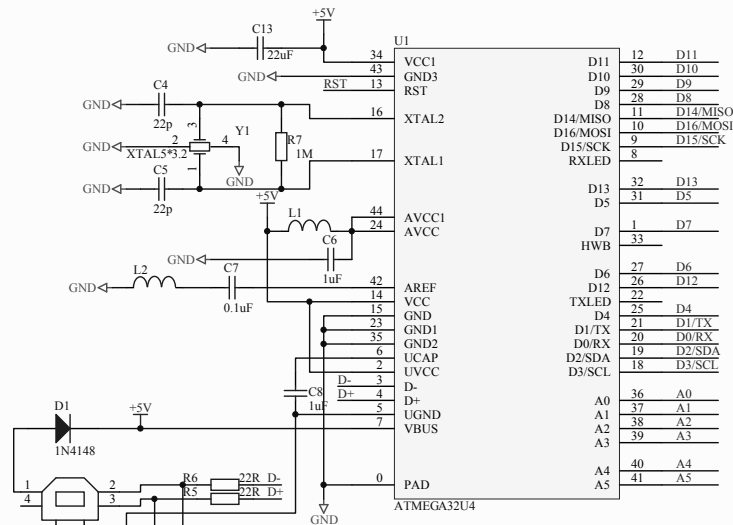 +5V
C13
U1
GND 22uF 34 VCC1 D11 12 D11
GND 43 GND3 D10 30 D10
RST 13 RST D9 29 D9
C4 D8 28 D8
GND D14/MISO 11 D14/MISO
22p 16 XTAL2 D16/MOSI 10 D16/MOSI
3 Y1 R7 D15/SCK 9 D15/SCK
GND 2 4 1M RXLED 8
XTAL5*3.2
1 17 XTAL1
C5 GND D13 32 D13
GND +5V D5 31 D5
22p
L1 44 AVCC1
24 AVCC D7 1 D7
C6 HWB 33
GND
L2 C7 1uF D6 27 D6
GND 42 AREF D12 26 D12
0.1uF 14 VCC TXLED 22
15 GND D4 25 D4
23 GND1 D1/TX 21 D1/TX
35 GND2 D0/RX 20 D0/RX
6 UCAP D2/SDA 19 D2/SDA
2 UVCC D3/SCL 18 D3/SCL
C8 D- 3 D-
1uF D+ 4 D+ A0 36 A0
D1 +5V 5 UGND A1 37 A1
7 VBUS A2 38 A2
1N4148 A3 39 A3
A4 40 A4
1 2 R6 22R D- 0 PAD A5 41 A5
4 3 R5 22R D+
ATMEGA32U4
GND